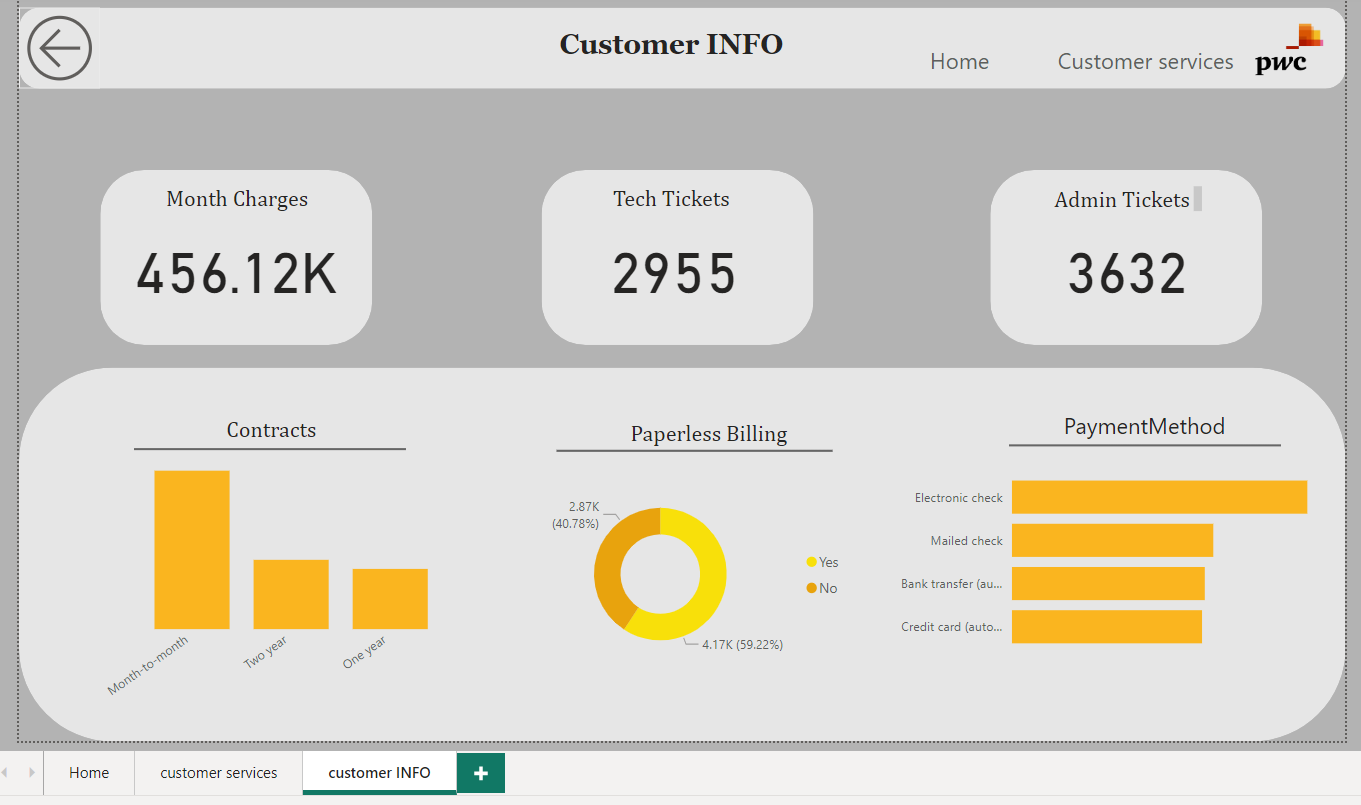 Customer INFO
Home
Customer services
pwc
Month Charges
Tech Tickets
Admin Tickets
456.12K
2955
3632
Contracts
Month-to-month
Two year
One year
Paperless Billing
2.87K
(40.78%)
4.17K (59.22%)
Yes
No
PaymentMethod
Electronic check
Mailed check
Bank transfer (au...
Credit card (auto...
Home
customer services
customer INFO
+